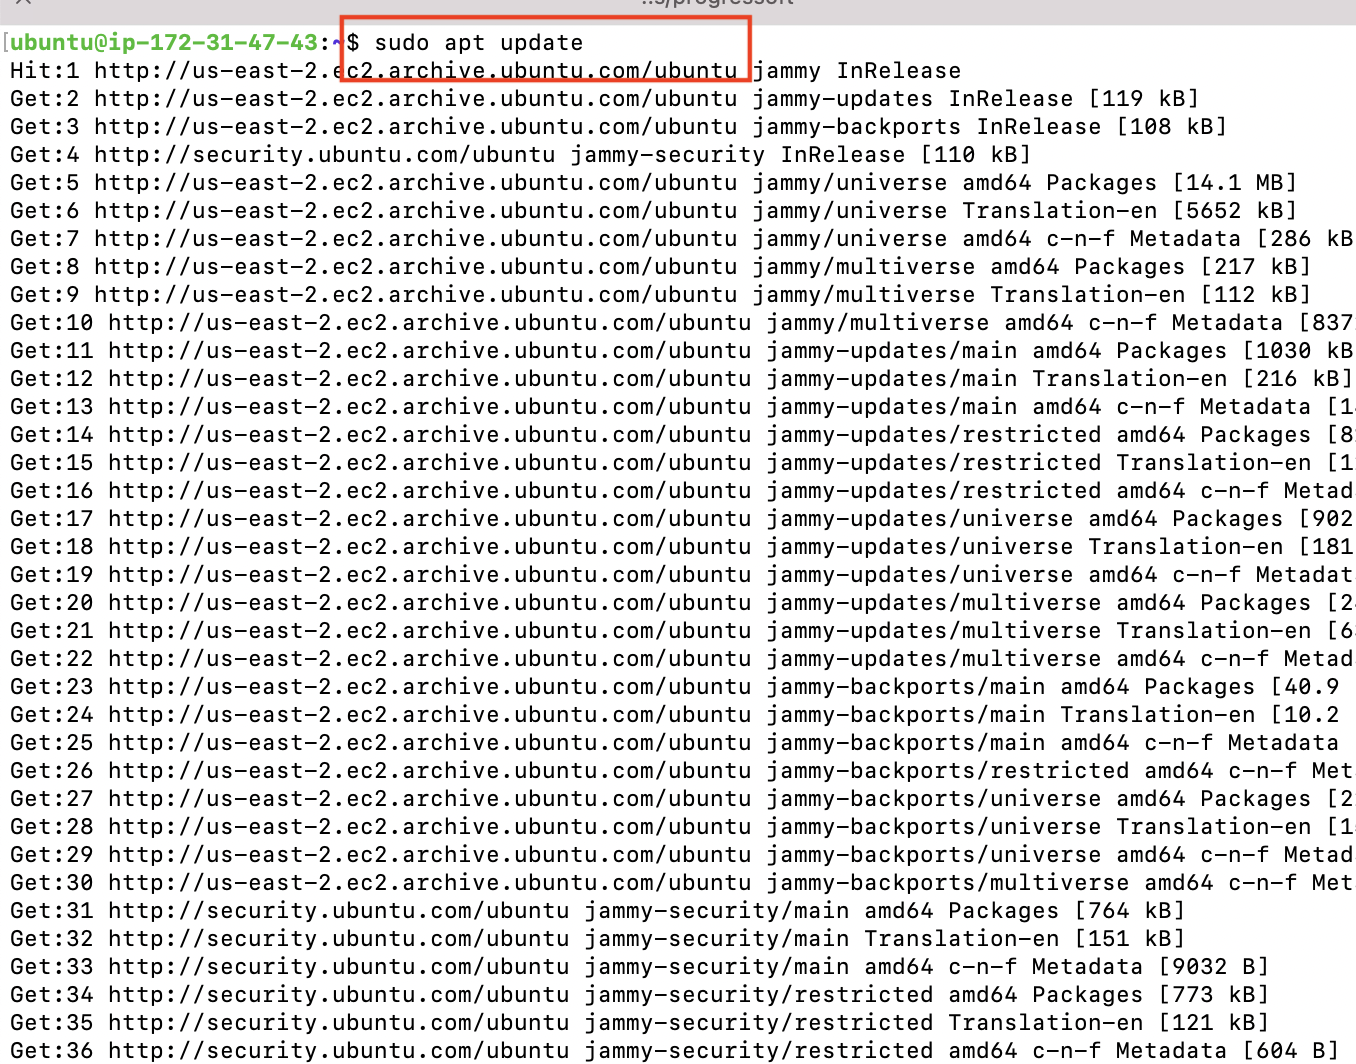 ubuntu@ip-172-31-47-43:~$ sudo apt update
Hit:1 http://us-east-2.ec2.archive.ubuntu.com/ubuntu jammy InRelease
Get:2 http://us-east-2.ec2.archive.ubuntu.com/ubuntu jammy-updates InRelease [119 kB]
Get:3 http://us-east-2.ec2.archive.ubuntu.com/ubuntu jammy-backports InRelease [108 kB]
Get:4 http://security.ubuntu.com/ubuntu jammy-security InRelease [110 kB]
Get:5 http://us-east-2.ec2.archive.ubuntu.com/ubuntu jammy/universe amd64 Packages [14.1 MB]
Get:6 http://us-east-2.ec2.archive.ubuntu.com/ubuntu jammy/universe Translation-en [5652 kB]
Get:7 http://us-east-2.ec2.archive.ubuntu.com/ubuntu jammy/universe amd64 c-n-f Metadata [286 kB
Get:8 http://us-east-2.ec2.archive.ubuntu.com/ubuntu jammy/multiverse amd64 Packages [217 kB]
Get:9 http://us-east-2.ec2.archive.ubuntu.com/ubuntu jammy/multiverse Translation-en [112 kB]
Get:10 http://us-east-2.ec2.archive.ubuntu.com/ubuntu jammy/multiverse amd64 c-n-f Metadata [837
Get:11 http://us-east-2.ec2.archive.ubuntu.com/ubuntu jammy-updates/main amd64 Packages [1030 kB
Get:12 http://us-east-2.ec2.archive.ubuntu.com/ubuntu jammy-updates/main Translation-en [216 kB]
Get:13 http://us-east-2.ec2.archive.ubuntu.com/ubuntu jammy-updates/main amd64 c-n-f Metadata [1
Get:14 http://us-east-2.ec2.archive.ubuntu.com/ubuntu jammy-updates/restricted amd64 Packages [8
Get:15 http://us-east-2.ec2.archive.ubuntu.com/ubuntu jammy-updates/restricted Translation-en [1
Get:16 http://us-east-2.ec2.archive.ubuntu.com/ubuntu jammy-updates/restricted amd64 c-n-f Metad
Get:17 http://us-east-2.ec2.archive.ubuntu.com/ubuntu jammy-updates/universe amd64 Packages [902
Get:18 http://us-east-2.ec2.archive.ubuntu.com/ubuntu jammy-updates/universe Translation-en [181
Get:19 http://us-east-2.ec2.archive.ubuntu.com/ubuntu jammy-updates/universe amd64 c-n-f Metadat
Get:20 http://us-east-2.ec2.archive.ubuntu.com/ubuntu jammy-updates/multiverse amd64 Packages [2
Get:21 http://us-east-2.ec2.archive.ubuntu.com/ubuntu jammy-updates/multiverse Translation-en [6
Get:22 http://us-east-2.ec2.archive.ubuntu.com/ubuntu jammy-updates/multiverse amd64 c-n-f Metad
Get:23 http://us-east-2.ec2.archive.ubuntu.com/ubuntu jammy-backports/main amd64 Packages [40.9
Get:24 http://us-east-2.ec2.archive.ubuntu.com/ubuntu jammy-backports/main Translation-en [10.2
Get:25 http://us-east-2.ec2.archive.ubuntu.com/ubuntu jammy-backports/main amd64 c-n-f Metadata
Get:26 http://us-east-2.ec2.archive.ubuntu.com/ubuntu jammy-backports/restricted amd64 c-n-f Met
Get:27 http://us-east-2.ec2.archive.ubuntu.com/ubuntu jammy-backports/universe amd64 Packages [2
Get:28 http://us-east-2.ec2.archive.ubuntu.com/ubuntu jammy-backports/universe Translation-en [1
Get:29 http://us-east-2.ec2.archive.ubuntu.com/ubuntu jammy-backports/universe amd64 c-n-f Metad
Get:30 http://us-east-2.ec2.archive.ubuntu.com/ubuntu jammy-backports/multiverse amd64 c-n-f Met
Get:31 http://security.ubuntu.com/ubuntu jammy-security/main amd64 Packages [764 kB]
Get:32 http://security.ubuntu.com/ubuntu jammy-security/main Translation-en [151 kB]
Get:33 http://security.ubuntu.com/ubuntu jammy-security/main amd64 c-n-f Metadata [9032 B]
Get:34 http://security.ubuntu.com/ubuntu jammy-security/restricted amd64 Packages [773 kB]
Get:35 http://security.ubuntu.com/ubuntu jammy-security/restricted Translation-en [121 kB]
Get:36 http://security.ubuntu.com/ubuntu jammy-security/restricted amd64 c-n-f Metadata [604 B]